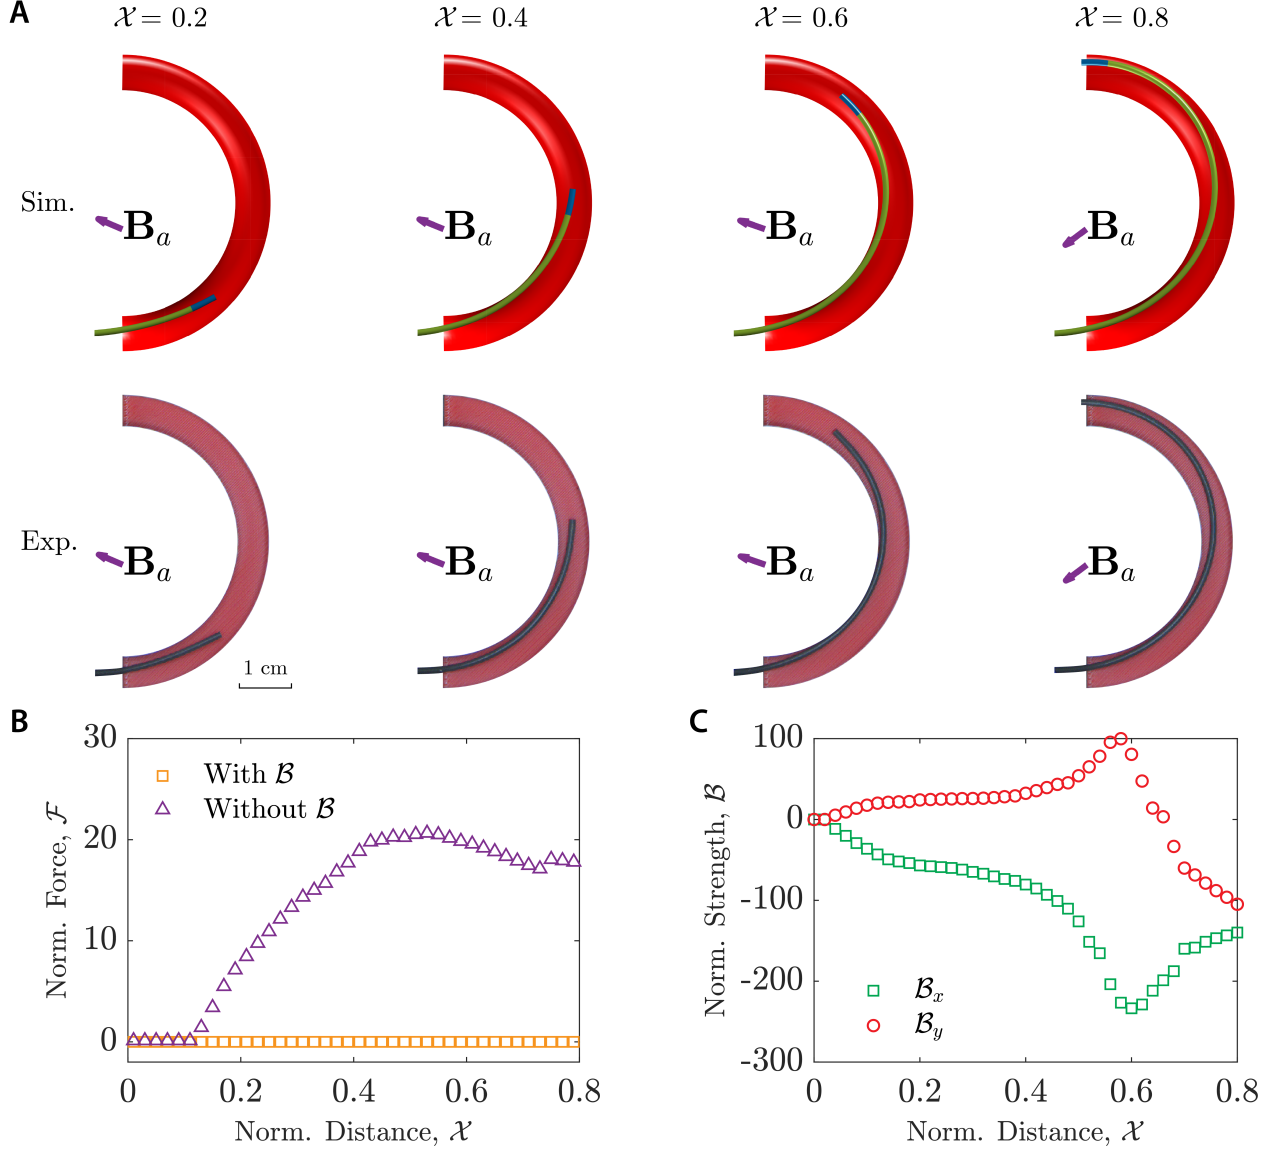 A
𝒳 = 0.2 𝒳 = 0.4 𝒳 = 0.6 𝒳 = 0.8
Sim.
𝐁ₐ 𝐁ₐ 𝐁ₐ 𝐁ₐ
Exp.
𝐁ₐ 𝐁ₐ 𝐁ₐ 𝐁ₐ
1 cm
B
30
20
10
0
0 0.2 0.4 0.6 0.8
Norm. Force, ℱ
With ℬ
Without ℬ
Norm. Distance, 𝒳
C
100
0
-100
-200
-300
0 0.2 0.4 0.6 0.8
Norm. Strength, ℬ
ℬₓ
ℬ_y
Norm. Distance, 𝒳